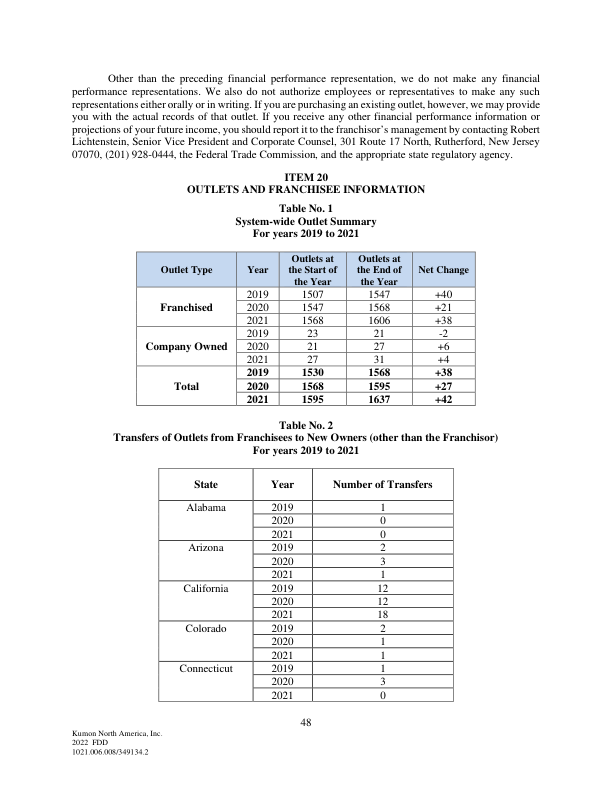 Other than the preceding financial performance representation, we do not make any financial
performance representations. We also do not authorize employees or representatives to make any such
representations either orally or in writing. If you are purchasing an existing outlet, however, we may provide
you with the actual records of that outlet. If you receive any other financial performance information or
projections of your future income, you should report it to the franchisor's management by contacting Robert
Lichtenstein, Senior Vice President and Corporate Counsel, 301 Route 17 North, Rutherford, New Jersey
07070, (201) 928-0444, the Federal Trade Commission, and the appropriate state regulatory agency.
ITEM 20
OUTLETS AND FRANCHISEE INFORMATION
Table No. 1
System-wide Outlet Summary
For years 2019 to 2021
Outlet Type Year Outlets at the Start of the Year Outlets at the End of the Year Net Change
Franchised 2019 1507 1547 +40
2020 1547 1568 +21
2021 1568 1606 +38
Company Owned 2019 23 21 -2
2020 21 27 +6
2021 27 31 +4
Total 2019 1530 1568 +38
2020 1568 1595 +27
2021 1595 1637 +42
Table No. 2
Transfers of Outlets from Franchisees to New Owners (other than the Franchisor)
For years 2019 to 2021
State Year Number of Transfers
Alabama 2019 1
2020 0
2021 0
Arizona 2019 2
2020 3
2021 1
California 2019 12
2020 12
2021 18
Colorado 2019 2
2020 1
2021 1
Connecticut 2019 1
2020 3
2021 0
48
Kumon North America, Inc.
2022 FDD
1021.006.008/349134.2